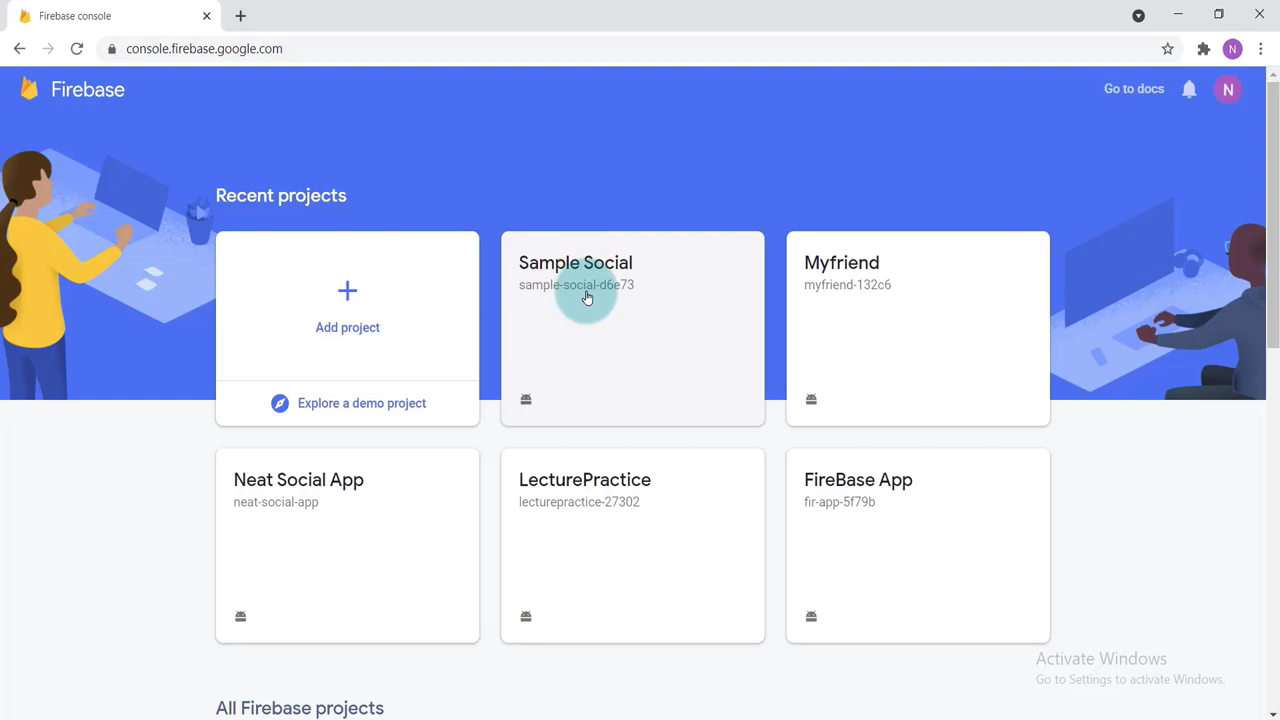 Firebase console
console.firebase.google.com
N
Firebase
Go to docs
N
Recent projects
Add project
Explore a demo project
Sample Social
sample-social-d6e73
Myfriend
myfriend-132c6
Neat Social App
neat-social-app
LecturePractice
lecturepractice-27302
FireBase App
fir-app-5f79b
Activate Windows
Go to Settings to activate Windows.
All Firebase projects